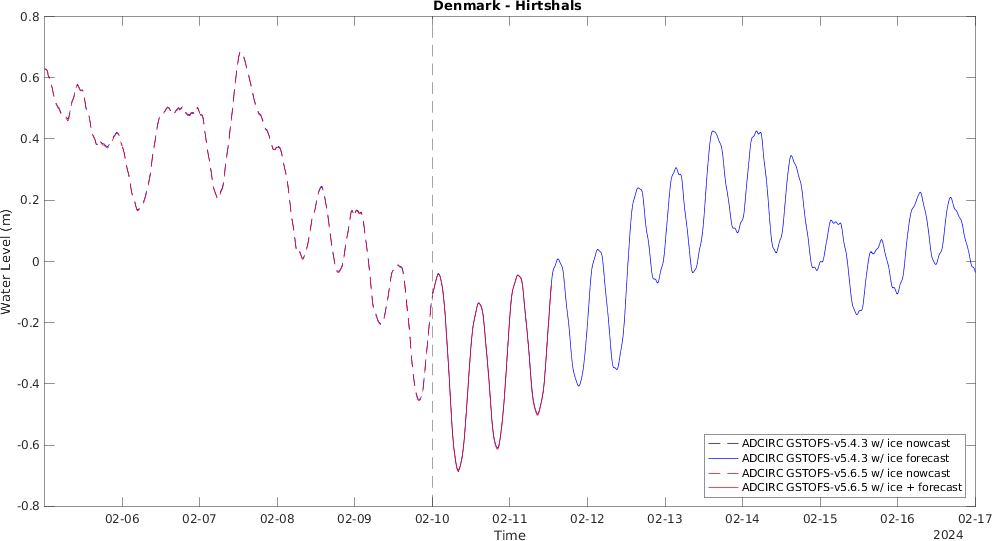 Denmark - Hirtshals
0.8
0.6
0.4
0.2
0
-0.2
-0.4
-0.6
-0.8
Water Level (m)
02-06 02-07 02-08 02-09 02-10 02-11 02-12 02-13 02-14 02-15 02-16 02-17
Time
2024
ADCIRC GSTOFS-v5.4.3 w/ ice nowcast
ADCIRC GSTOFS-v5.4.3 w/ ice forecast
ADCIRC GSTOFS-v5.6.5 w/ ice nowcast
ADCIRC GSTOFS-v5.6.5 w/ ice + forecast